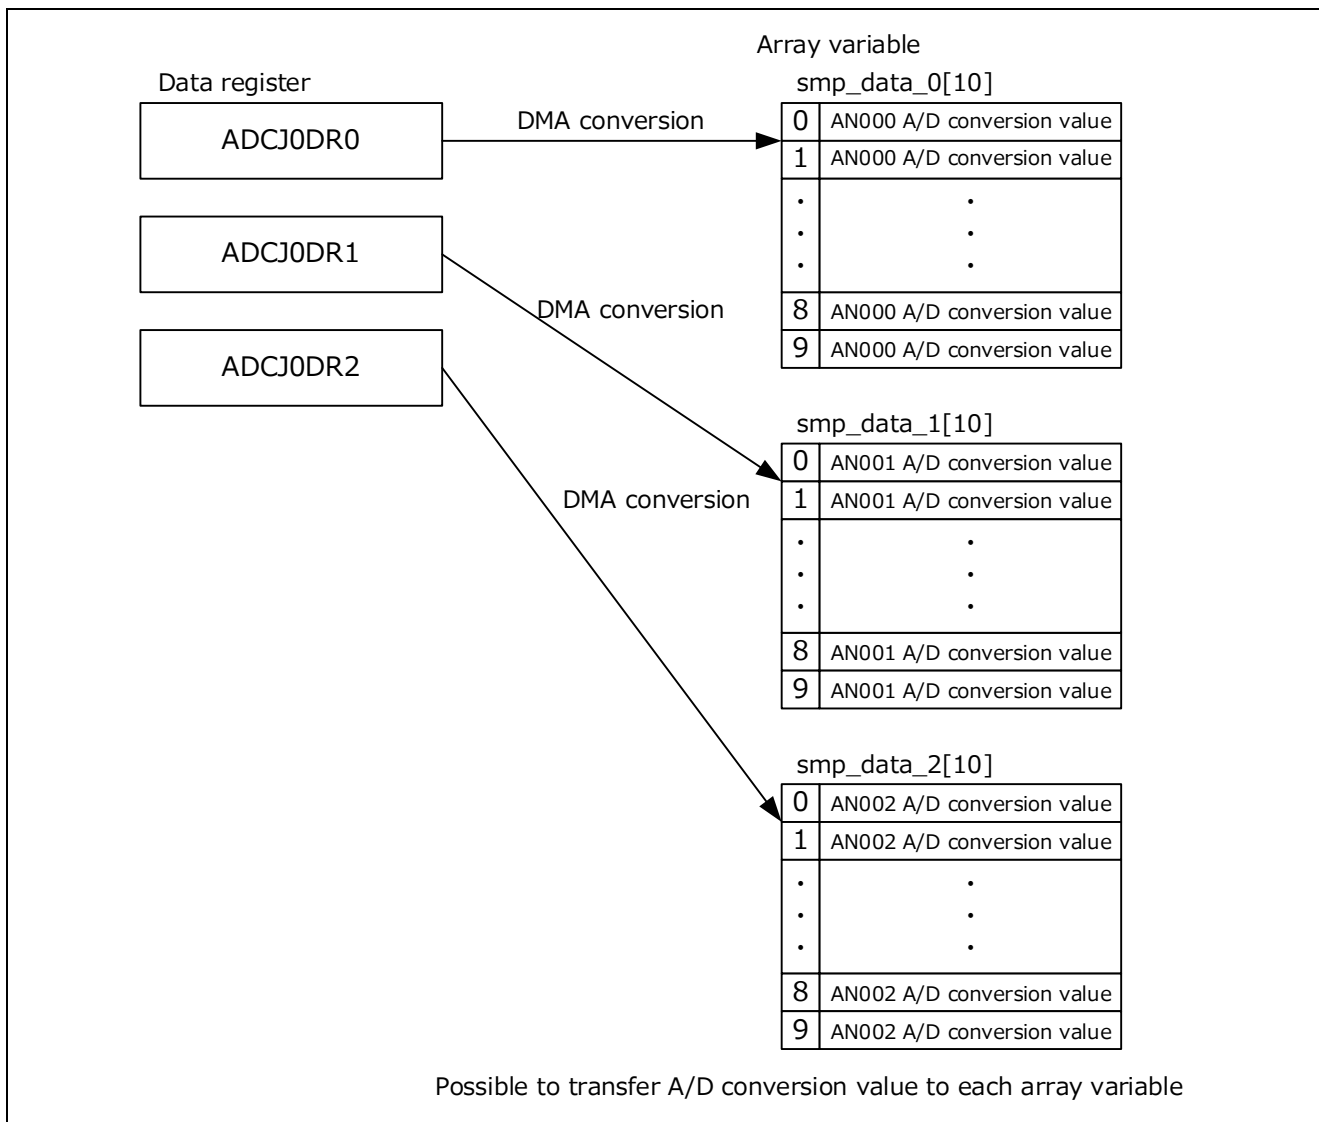 Array variable
Data register
smp_data_0[10]
ADCJ0DR0
DMA conversion
0 AN000 A/D conversion value
1 AN000 A/D conversion value
· ·
· ·
· ·
8 AN000 A/D conversion value
9 AN000 A/D conversion value
ADCJ0DR1
DMA conversion
ADCJ0DR2
smp_data_1[10]
0 AN001 A/D conversion value
1 AN001 A/D conversion value
· ·
· ·
· ·
8 AN001 A/D conversion value
9 AN001 A/D conversion value
DMA conversion
smp_data_2[10]
0 AN002 A/D conversion value
1 AN002 A/D conversion value
· ·
· ·
· ·
8 AN002 A/D conversion value
9 AN002 A/D conversion value
Possible to transfer A/D conversion value to each array variable